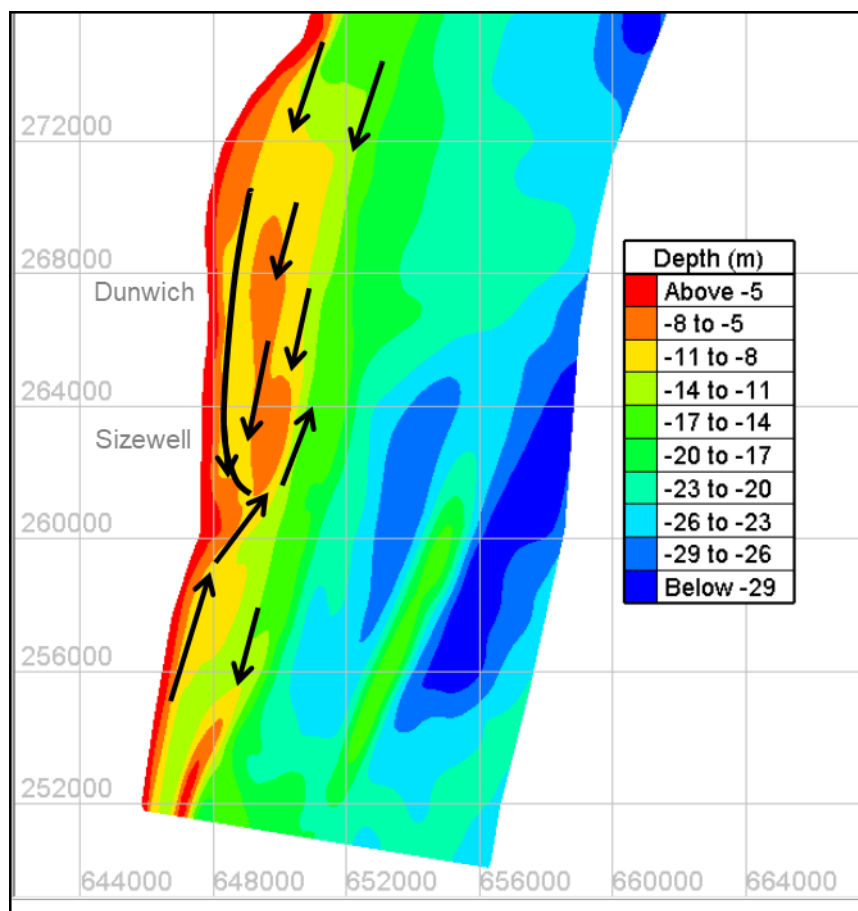 272000
268000
Dunwich
264000
Sizewell
260000
256000
252000
644000 648000 652000 656000 660000 664000
Depth (m)
Above -5
-8 to -5
-11 to -8
-14 to -11
-17 to -14
-20 to -17
-23 to -20
-26 to -23
-29 to -26
Below -29